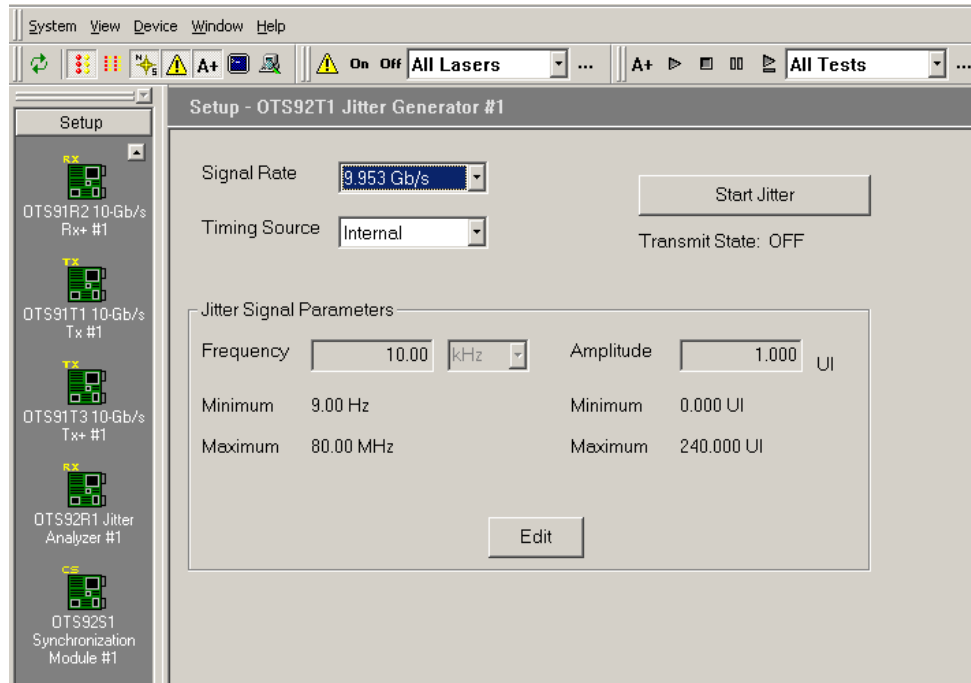 System View Device Window Help
A+ On Off All Lasers ... A+ All Tests ...
Setup
Setup - OTS92T1 Jitter Generator #1
RX
OTS91R2 10-Gb/s
Rx+ #1
TX
OTS91T1 10-Gb/s
Tx #1
TX
OTS91T3 10-Gb/s
Tx+ #1
RX
OTS92R1 Jitter
Analyzer #1
CS
OTS92S1
Synchronization
Module #1
Signal Rate 9.953 Gb/s
Start Jitter
Timing Source Internal
Transmit State: OFF
Jitter Signal Parameters
Frequency 10.00 kHz Amplitude 1.000 UI
Minimum 9.00 Hz Minimum 0.000 UI
Maximum 80.00 MHz Maximum 240.000 UI
Edit